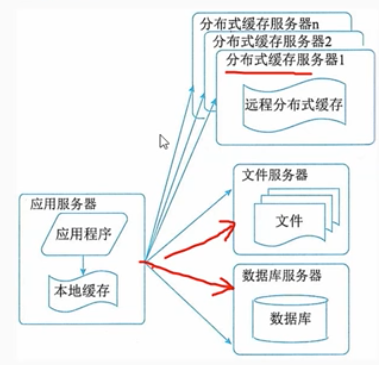 分布式缓存服务器n
分布式缓存服务器2
分布式缓存服务器1
远程分布式缓存
文件服务器
文件
应用服务器
应用程序
本地缓存
数据库服务器
数据库